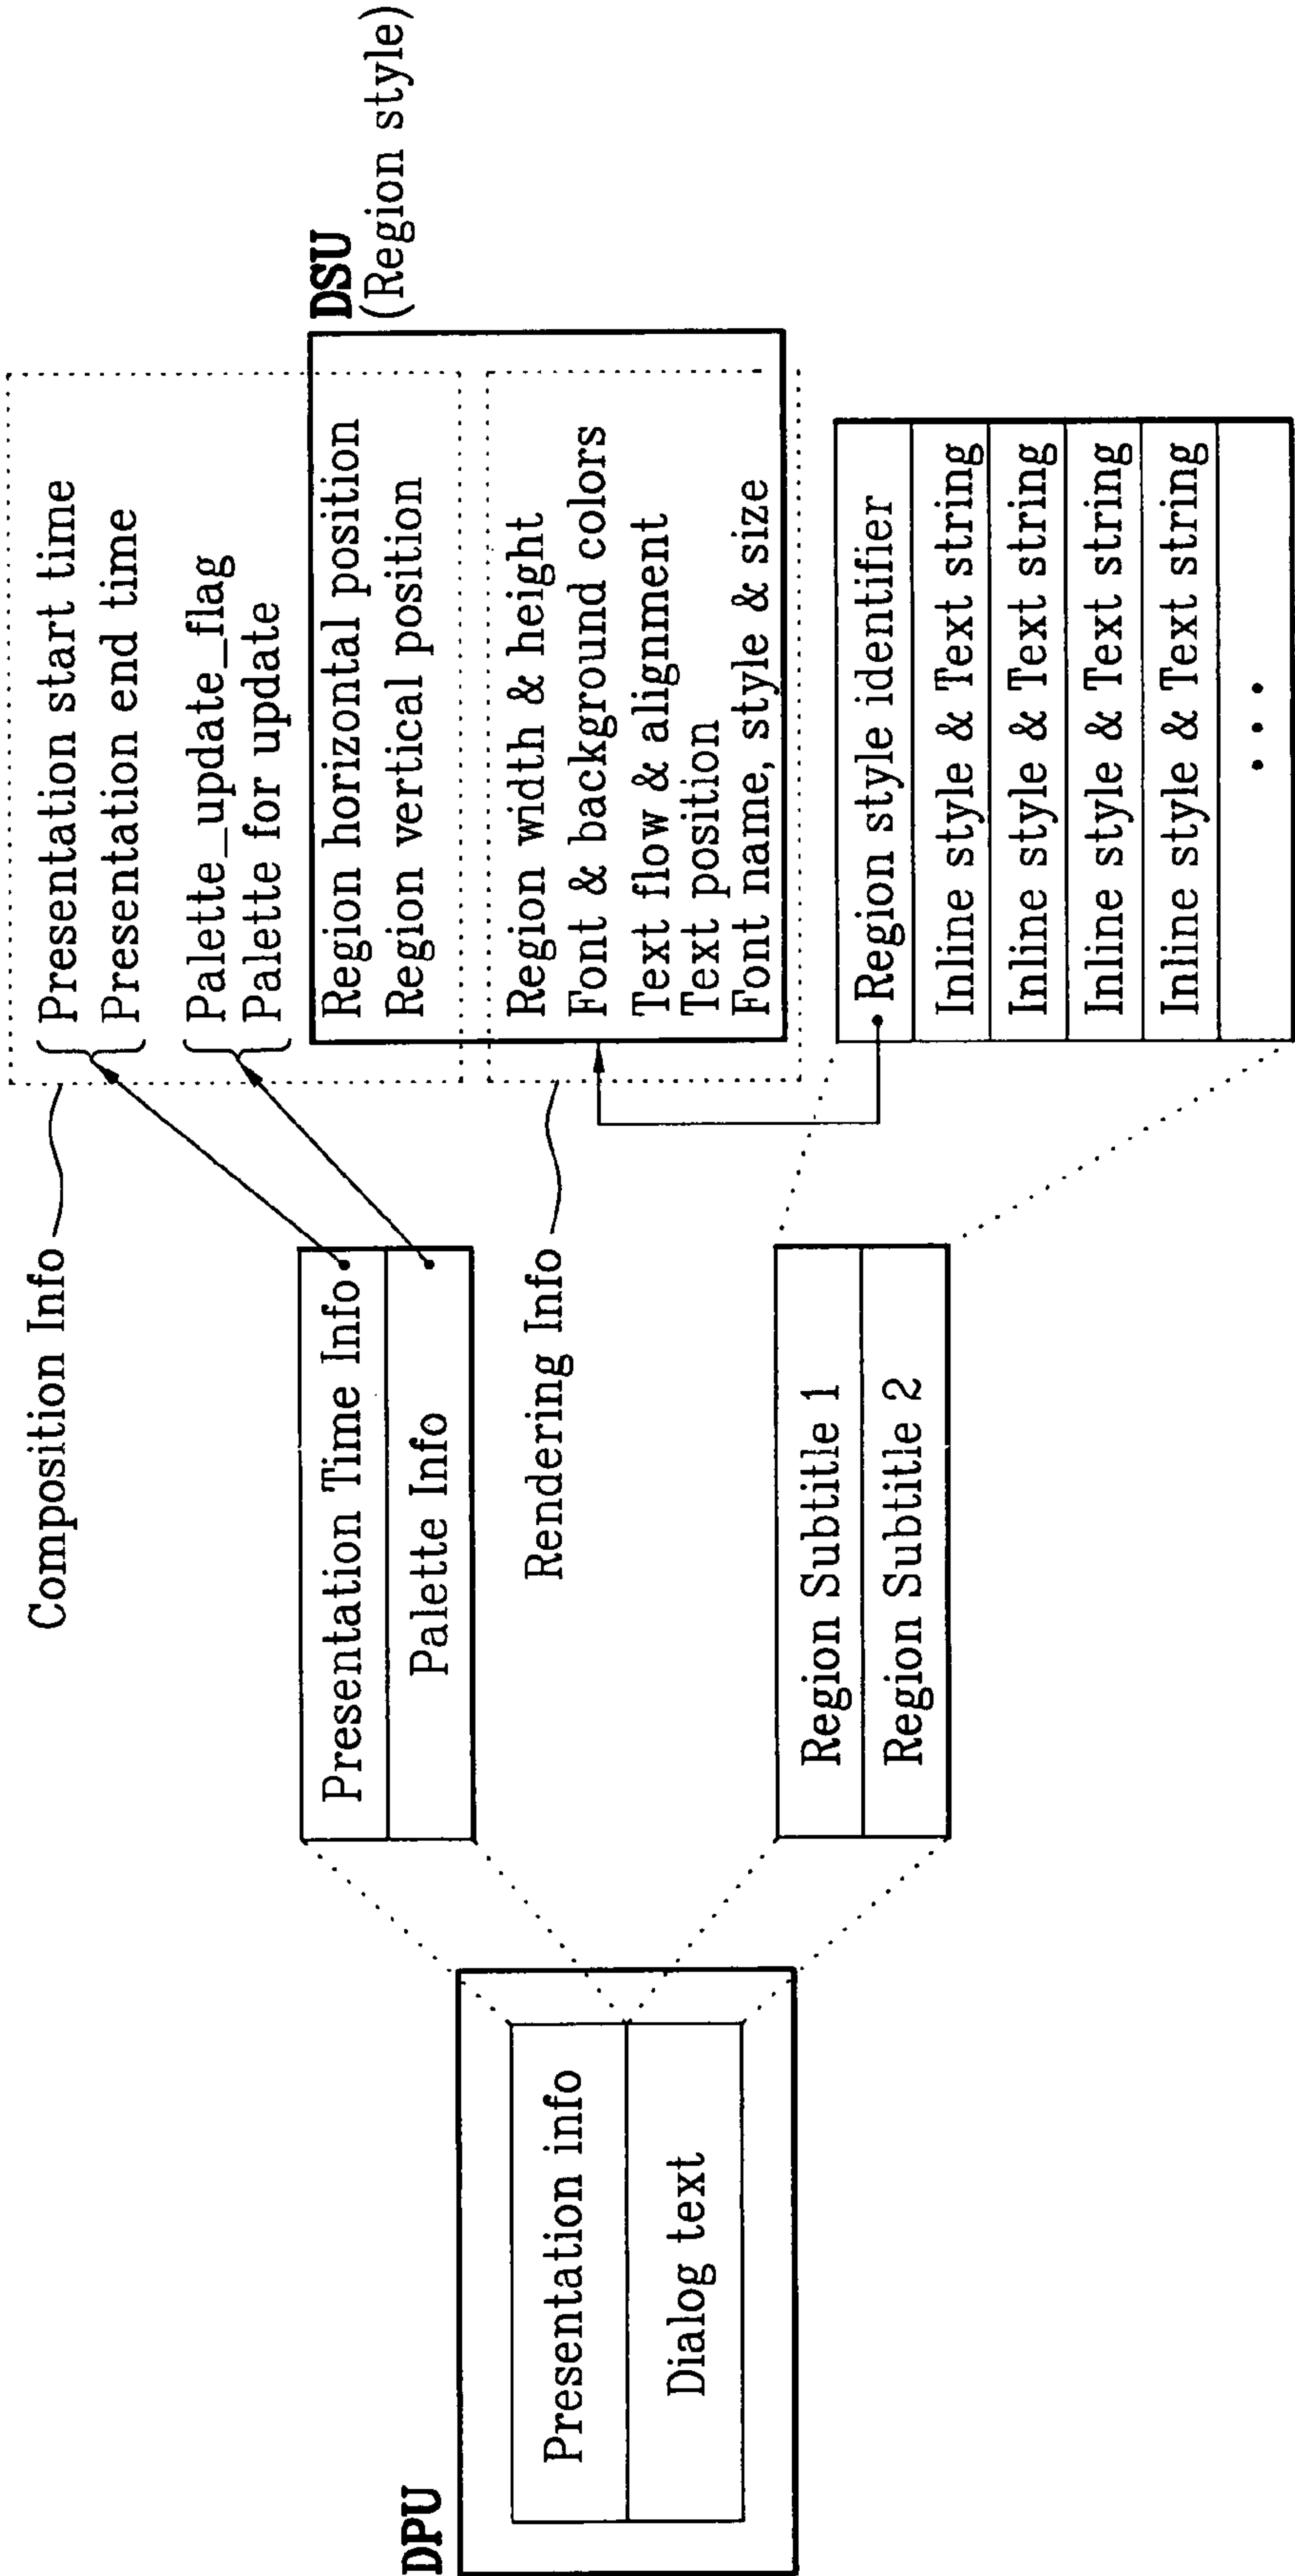 DPU
Presentation info
Dialog text
Composition Info
Presentation Time Info
Palette Info
Rendering Info
Region Subtitle 1
Region Subtitle 2
Presentation start time
Presentation end time
Palette_update_flag
Palette for update
DSU
(Region style)
Region horizontal position
Region vertical position
Region width & height
Font & background colors
Text flow & alignment
Text position
Font name, style & size
Region style identifier
Inline style & Text string
Inline style & Text string
Inline style & Text string
Inline style & Text string
• • •